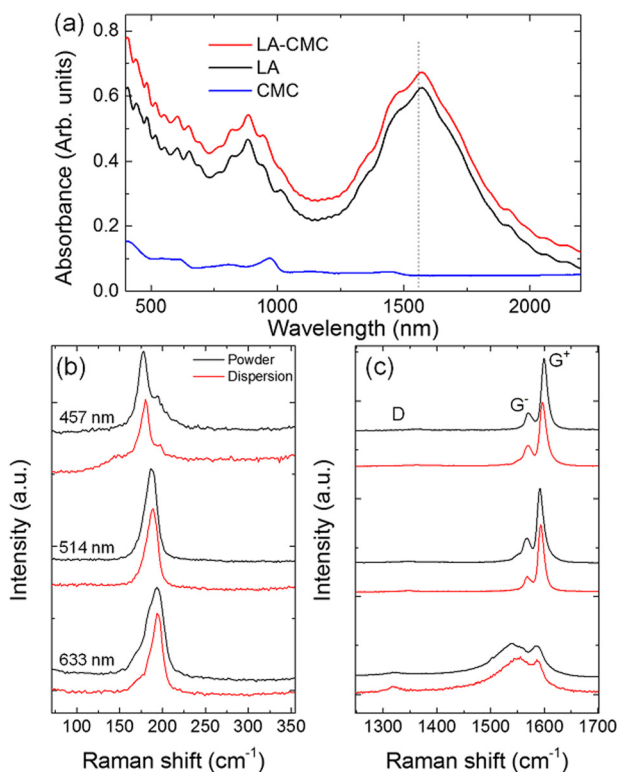 (a)
LA-CMC
LA
CMC
Absorbance (Arb. units)
0.8
0.6
0.4
0.2
0.0
500 1000 1500 2000
Wavelength (nm)
(b)
Powder
Dispersion
457 nm
514 nm
633 nm
Intensity (a.u.)
100 150 200 250 300 350
Raman shift (cm⁻¹)
(c)
G⁺
G⁻
D
Intensity (a.u.)
1300 1400 1500 1600 1700
Raman shift (cm⁻¹)